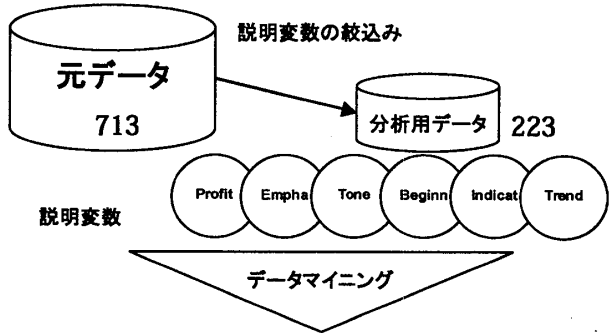 説明変数の絞込み
元データ
713
分析用データ 223
Profit Empha Tone Beginn Indicat Trend
説明変数
データマイニング